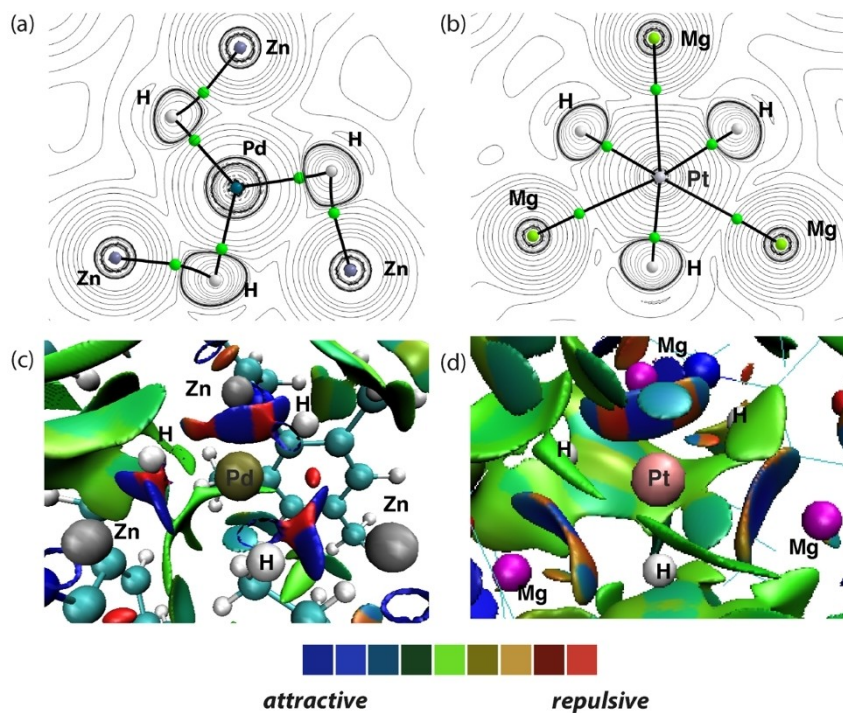 (a)
Zn
H
Pd
H
Zn
H
Zn
(b)
Mg
H
H
Pt
Mg
Mg
H
(c)
Zn
H
H
Pd
Zn
Zn
H
(d)
Mg
H
H
Pt
Mg
Mg
H
attractive repulsive